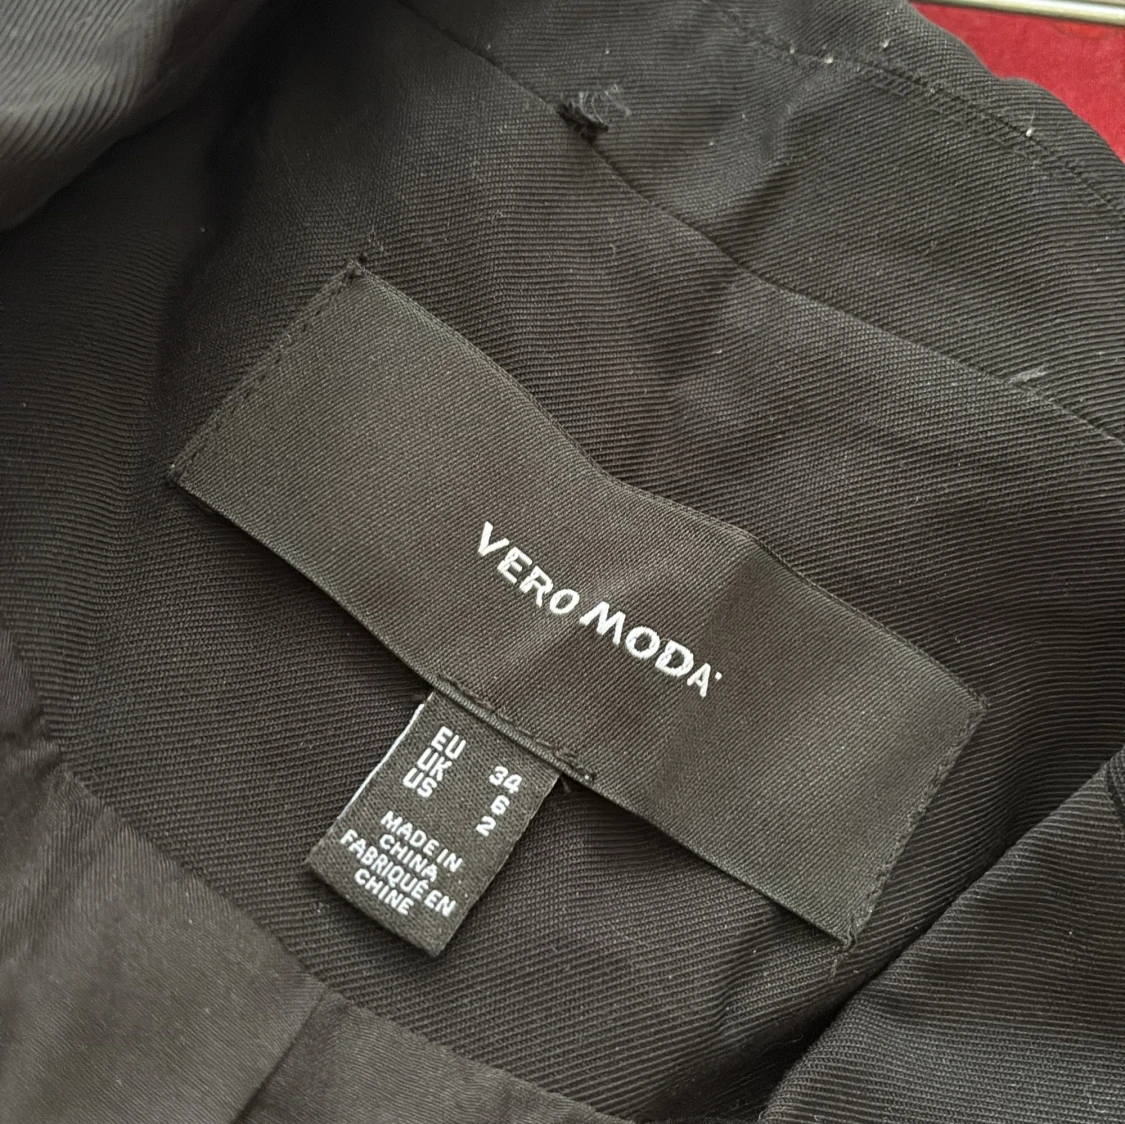 VERO MODA
EU 34
UK 6
US 2
MADE IN
CHINA
FABRIQUÉ EN
CHINE